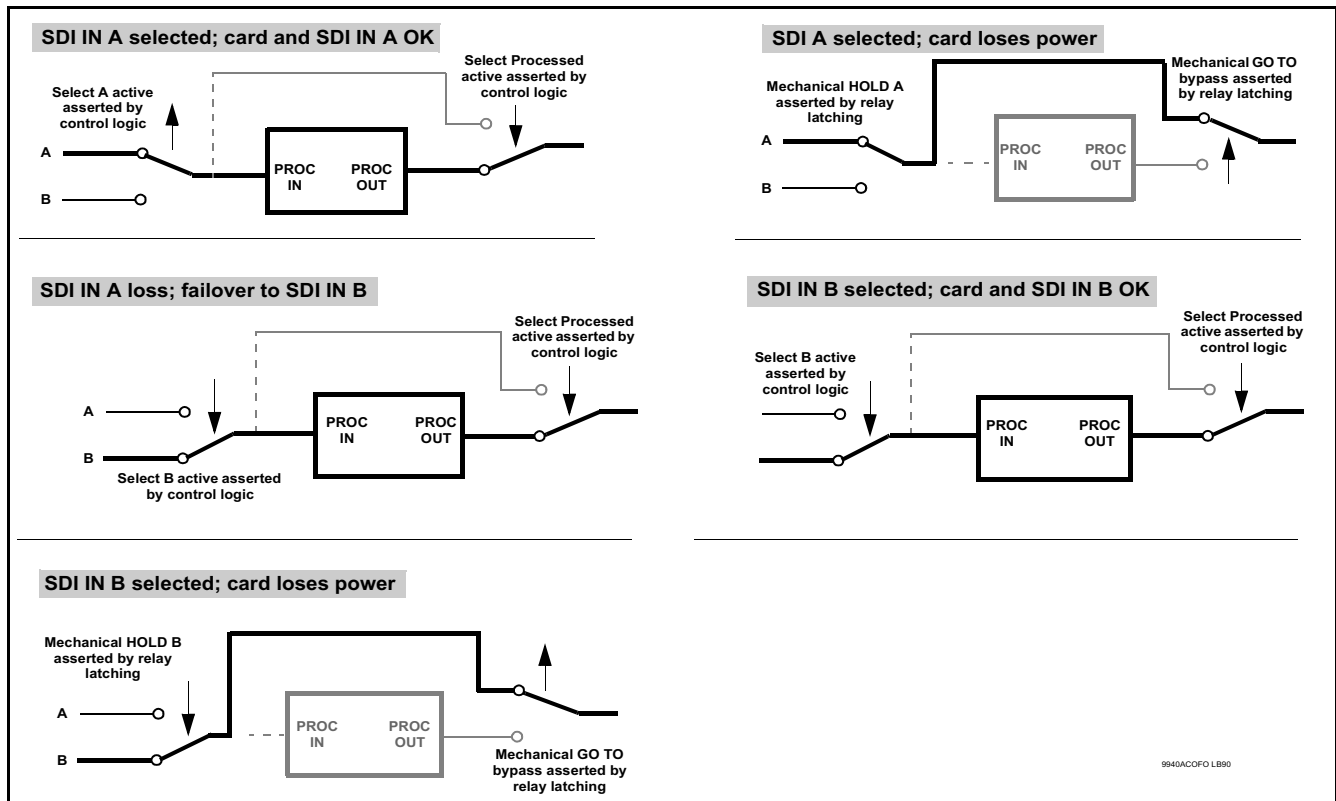 SDI IN A selected; card and SDI IN A OK
Select A active
asserted by
control logic
Select Processed
active asserted by
control logic
A
B
PROC
IN
PROC
OUT
SDI A selected; card loses power
Mechanical HOLD A
asserted by relay
latching
Mechanical GO TO
bypass asserted
by relay latching
A
B
PROC
IN
PROC
OUT
SDI IN A loss; failover to SDI IN B
Select Processed
active asserted by
control logic
A
B
PROC
IN
PROC
OUT
Select B active asserted
by control logic
SDI IN B selected; card and SDI IN B OK
Select B active
asserted by
control logic
Select Processed
active asserted by
control logic
PROC
IN
PROC
OUT
SDI IN B selected; card loses power
Mechanical HOLD B
asserted by relay
latching
A
B
PROC
IN
PROC
OUT
Mechanical GO TO
bypass asserted by
relay latching
9940ACOFO LB90